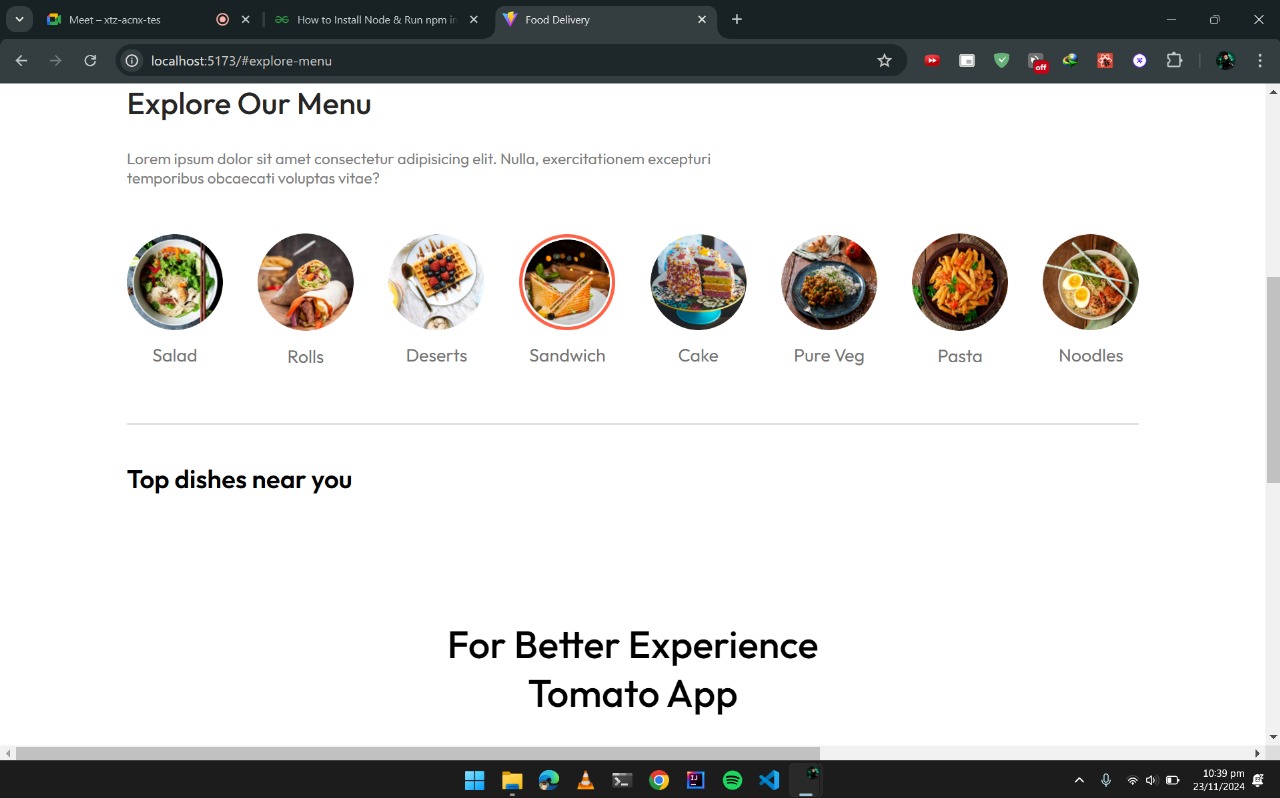 Meet – xtz-acnx-tes
How to Install Node & Run npm in
Food Delivery
localhost:5173/#explore-menu
off
Explore Our Menu
Lorem ipsum dolor sit amet consectetur adipisicing elit. Nulla, exercitationem excepturi
temporibus obcaecati voluptas vitae?
Salad
Rolls
Deserts
Sandwich
Cake
Pure Veg
Pasta
Noodles
Top dishes near you
For Better Experience
Tomato App
10:39 pm
23/11/2024